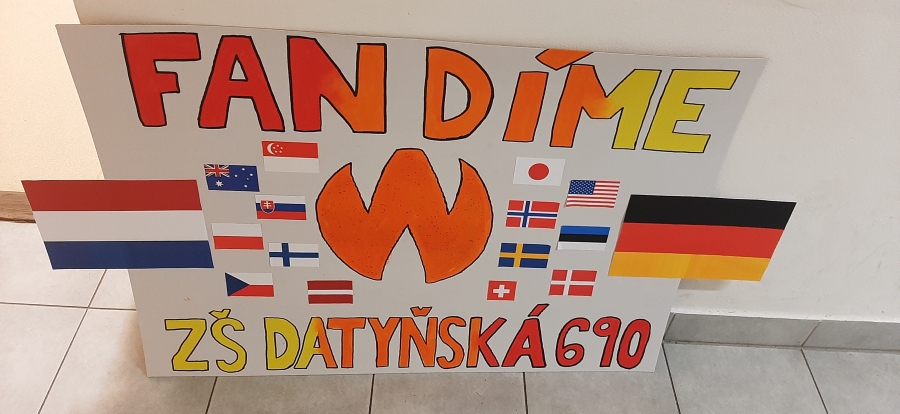 FANDÍME
ZŠ DATYŇSKÁ 690